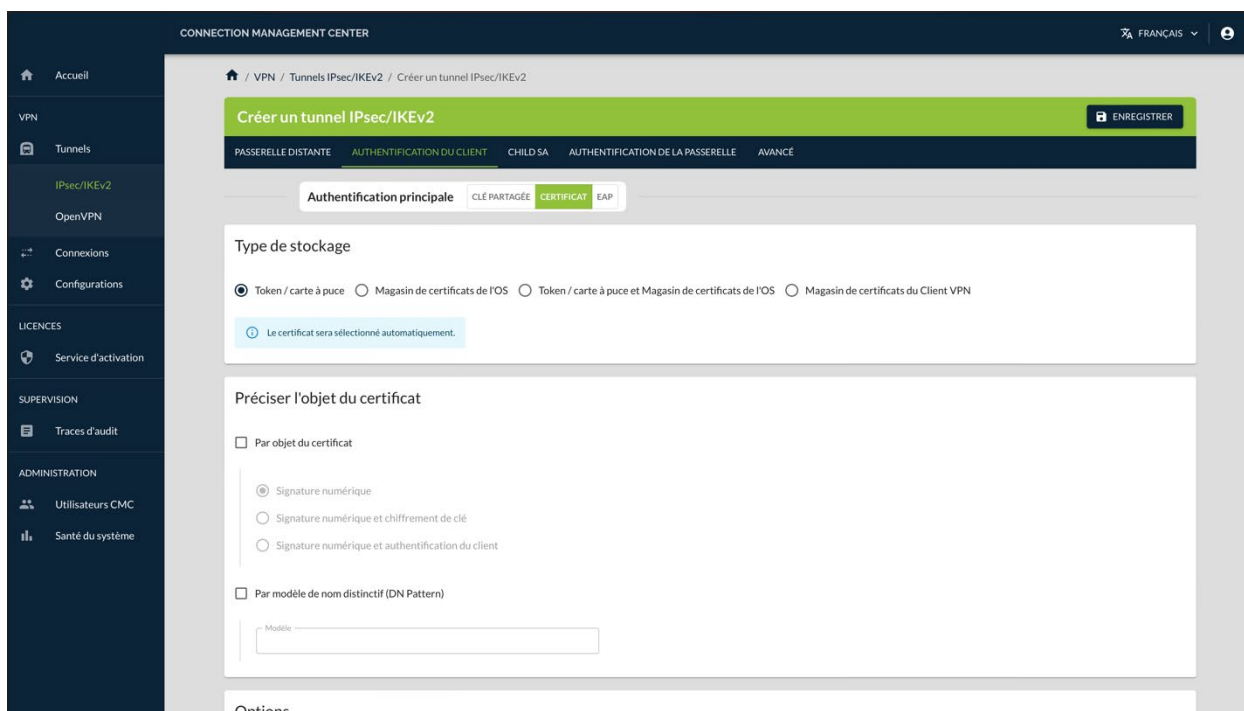 CONNECTION MANAGEMENT CENTER
FRANÇAIS
Accueil
VPN
Tunnels
IPsec/IKEv2
OpenVPN
Connexions
Configurations
LICENCES
Service d'activation
SUPERVISION
Traces d'audit
ADMINISTRATION
Utilisateurs CMC
Santé du système
/ VPN / Tunnels IPsec/IKEv2 / Créer un tunnel IPsec/IKEv2
Créer un tunnel IPsec/IKEv2
ENREGISTRER
PASSERELLE DISTANTE AUTHENTIFICATION DU CLIENT CHILD SA AUTHENTIFICATION DE LA PASSERELLE AVANCÉ
Authentification principale CLÉ PARTAGÉE CERTIFICAT EAP
Type de stockage
Token / carte à puce Magasin de certificats de l'OS Token / carte à puce et Magasin de certificats de l'OS Magasin de certificats du Client VPN
Le certificat sera sélectionné automatiquement.
Préciser l'objet du certificat
Par objet du certificat
Signature numérique
Signature numérique et chiffrement de clé
Signature numérique et authentification du client
Par modèle de nom distinctif (DN Pattern)
Modèle
Options